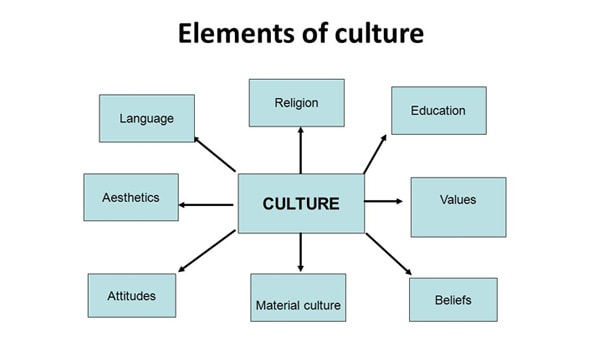 Elements of culture
Religion
Education
Language
Aesthetics
CULTURE
Values
Attitudes
Material culture
Beliefs